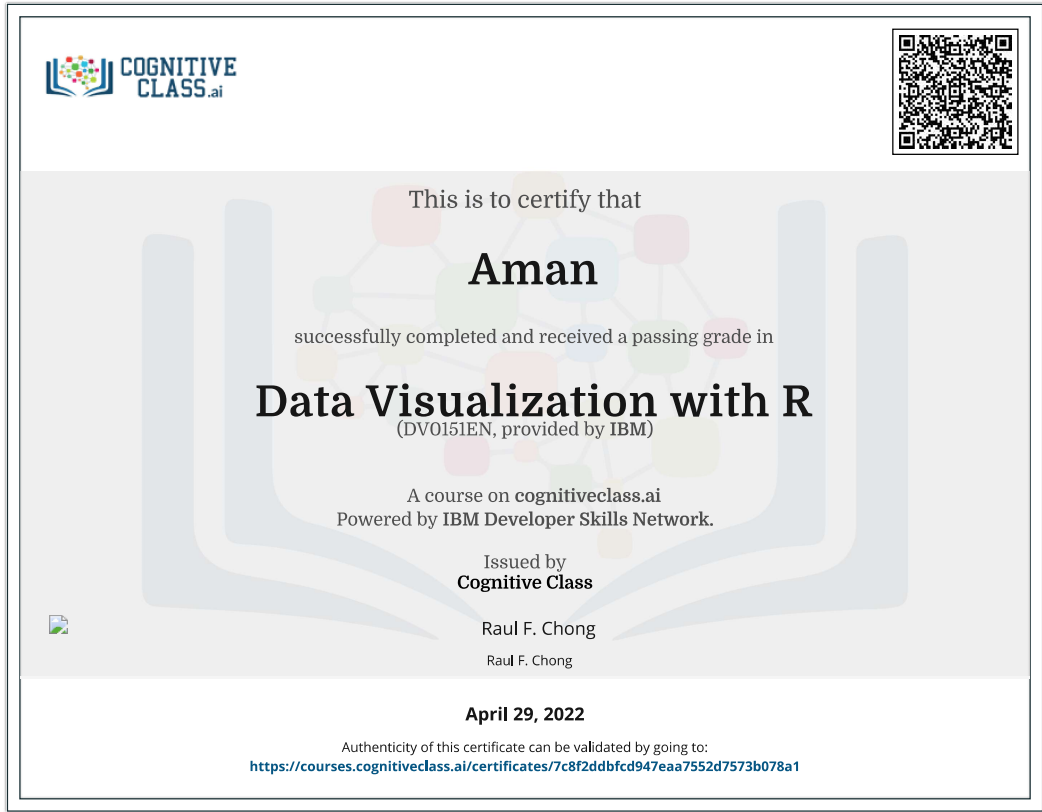 COGNITIVE
CLASS.ai
This is to certify that
Aman
successfully completed and received a passing grade in
Data Visualization with R
(DV0151EN, provided by IBM)
A course on cognitiveclass.ai
Powered by IBM Developer Skills Network.
Issued by
Cognitive Class
Raul F. Chong
Raul F. Chong
April 29, 2022
Authenticity of this certificate can be validated by going to:
https://courses.cognitiveclass.ai/certificates/7c8f2ddbfcd947eaa7552d7573b078a1